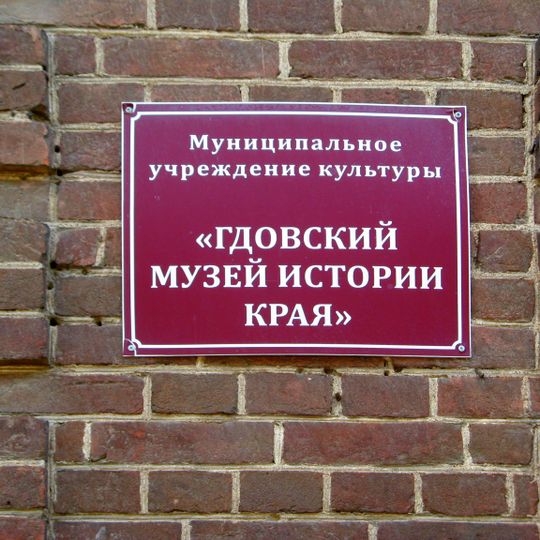 Муниципальное
учреждение культуры
«ГДОВСКИЙ
МУЗЕЙ ИСТОРИИ
КРАЯ»